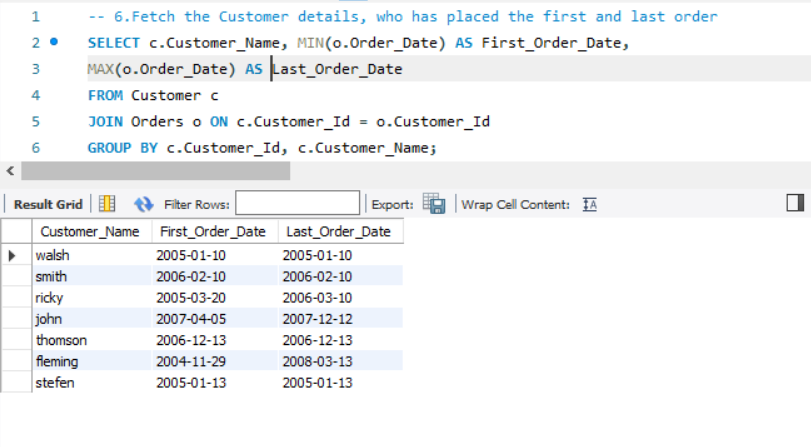 1 -- 6.Fetch the Customer details, who has placed the first and last order
2 SELECT c.Customer_Name, MIN(o.Order_Date) AS First_Order_Date,
3 MAX(o.Order_Date) AS Last_Order_Date
4 FROM Customer c
5 JOIN Orders o ON c.Customer_Id = o.Customer_Id
6 GROUP BY c.Customer_Id, c.Customer_Name;
Result Grid Filter Rows: Export: Wrap Cell Content:
Customer_Name First_Order_Date Last_Order_Date
walsh 2005-01-10 2005-01-10
smith 2006-02-10 2006-02-10
ricky 2005-03-20 2006-03-10
john 2007-04-05 2007-12-12
thomson 2006-12-13 2006-12-13
fleming 2004-11-29 2008-03-13
stefen 2005-01-13 2005-01-13